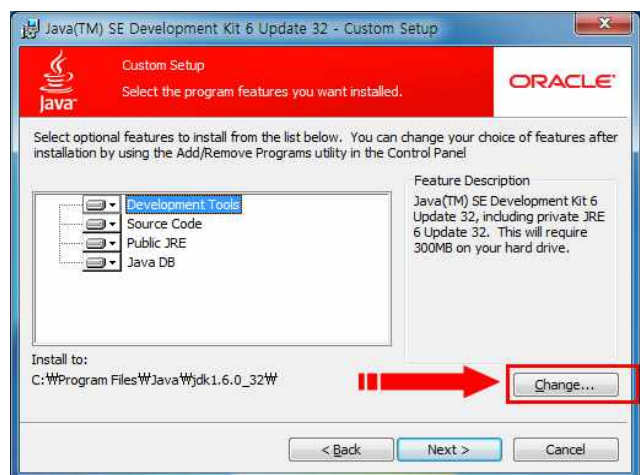 Java(TM) SE Development Kit 6 Update 32 - Custom Setup
Java
Custom Setup
Select the program features you want installed.
ORACLE
Select optional features to install from the list below.  You can change your choice of features after
installation by using the Add/Remove Programs utility in the Control Panel
Development Tools
Source Code
Public JRE
Java DB
Feature Description
Java(TM) SE Development Kit 6
Update 32, including private JRE
6 Update 32.  This will require
300MB on your hard drive.
Install to:
C:₩Program Files₩Java₩jdk1.6.0_32₩
Change...
< Back
Next >
Cancel